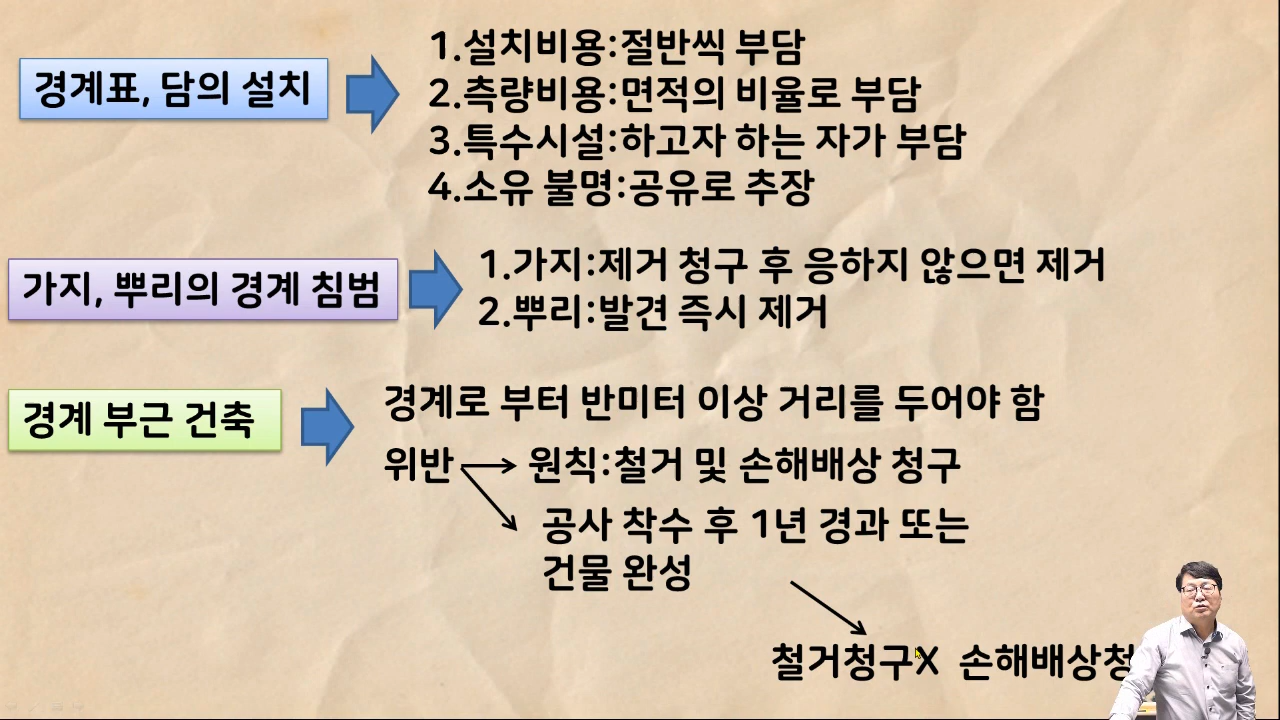 경계표, 담의 설치
1.설치비용:절반씩 부담
2.측량비용:면적의 비율로 부담
3.특수시설:하고자 하는 자가 부담
4.소유 불명:공유로 추장
가지, 뿌리의 경계 침범
1.가지:제거 청구 후 응하지 않으면 제거
2.뿌리:발견 즉시 제거
경계 부근 건축
경계로 부터 반미터 이상 거리를 두어야 함
위반 원칙:철거 및 손해배상 청구
공사 착수 후 1년 경과 또는
건물 완성
철거청구X 손해배상청